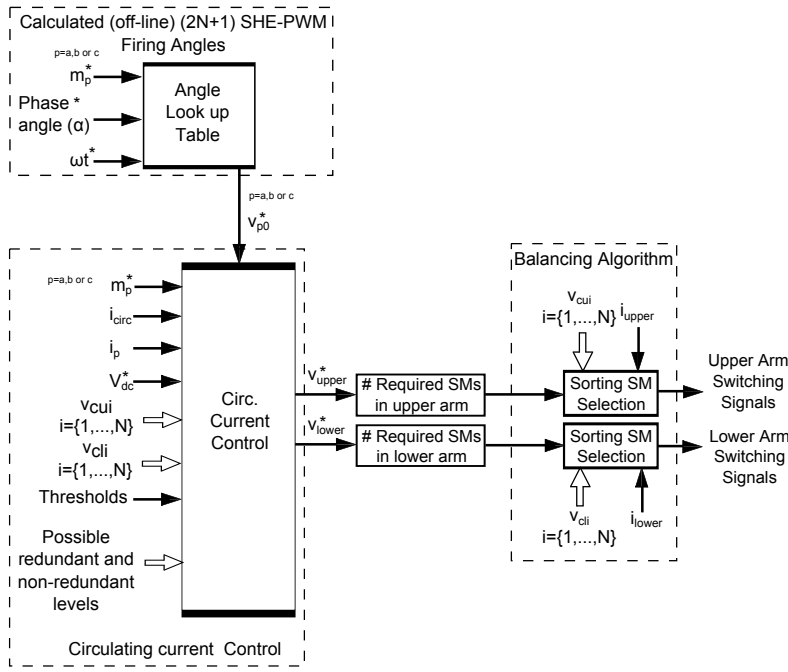 Calculated (off-line) (2N+1) SHE-PWM
Firing Angles
p=a,b or c
m*p
Phase *
angle (α)
ωt*
Angle
Look up
Table
p=a,b or c
v*p0
p=a,b or c
m*p
icirc
ip
V*dc
vcui
i={1,...,N}
vcli
i={1,...,N}
Thresholds
Possible
redundant and
non-redundant
levels
Circ.
Current
Control
Circulating current Control
v*upper
v*lower
# Required SMs
in upper arm
# Required SMs
in lower arm
Balancing Algorithm
vcui
i={1,...,N}
iupper
Sorting SM
Selection
Sorting SM
Selection
vcli
i={1,...,N}
ilower
Upper Arm
Switching
Signals
Lower Arm
Switching
Signals